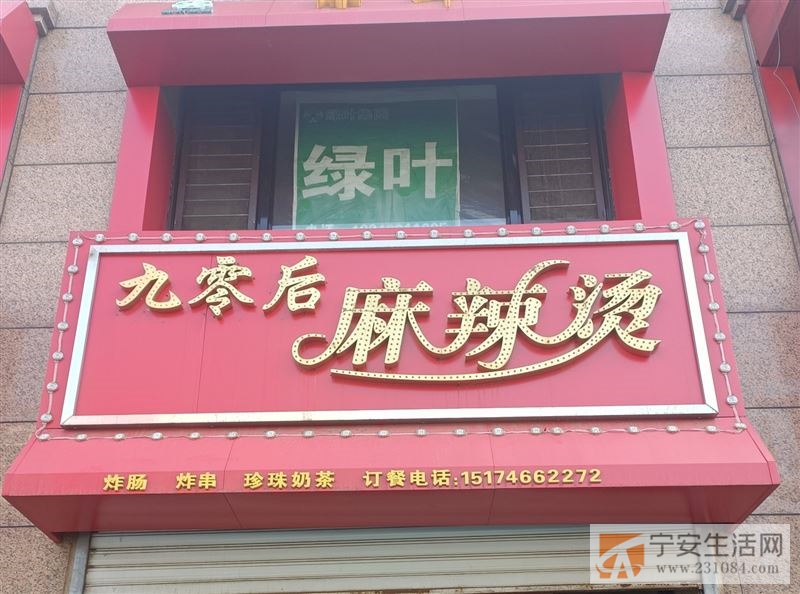 绿叶
九零后麻辣烫
炸肠 炸串 珍珠奶茶 订餐电话:15174662272
宁安生活网
www.231084.com